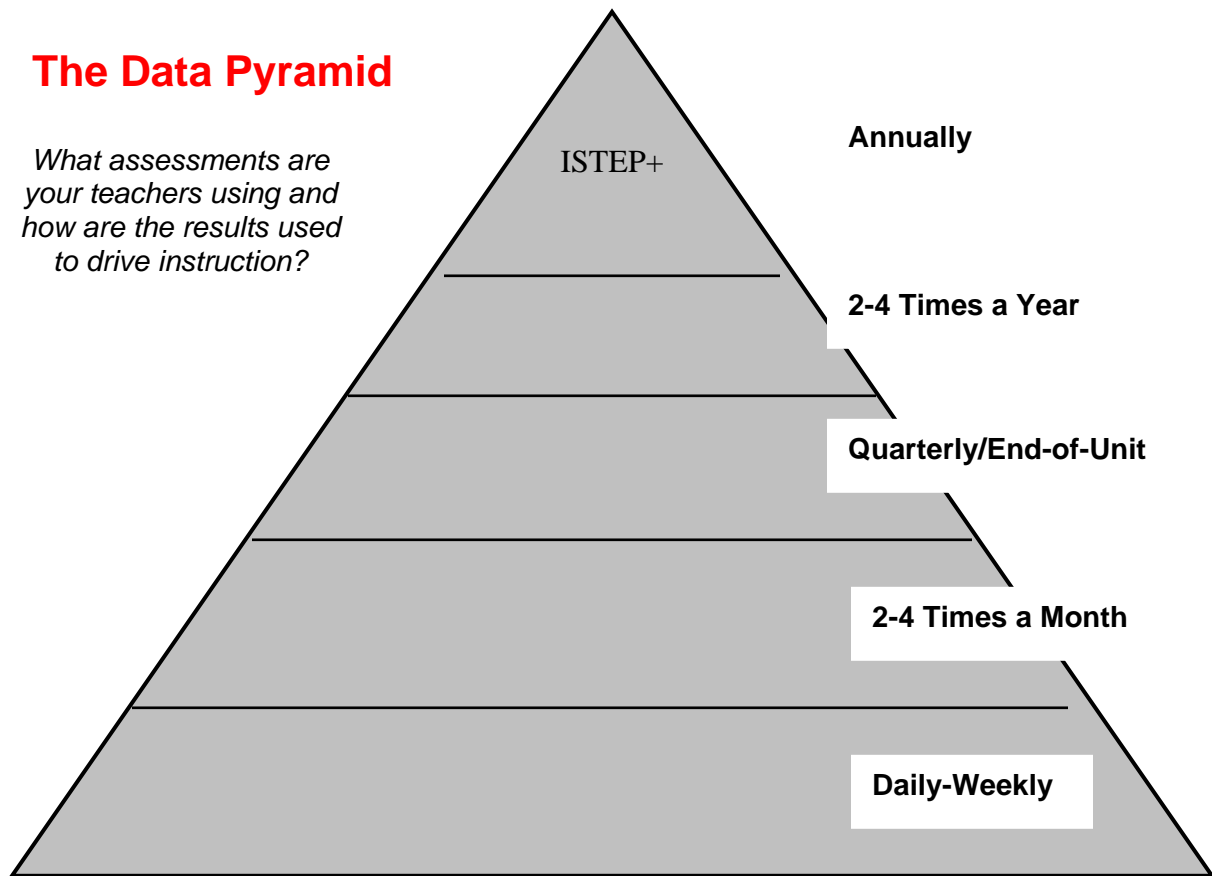 The Data Pyramid
What assessments are
your teachers using and
how are the results used
to drive instruction?
ISTEP+
Annually
2-4 Times a Year
Quarterly/End-of-Unit
2-4 Times a Month
Daily-Weekly